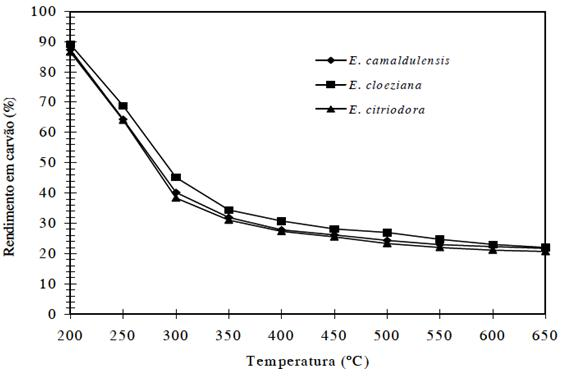 100
90
80
70
60
50
40
30
20
10
0
Rendimento em carvão (%)
E. camaldulensis
E. cloeziana
E. citriodora
200 250 300 350 400 450 500 550 600 650
Temperatura (ºC)